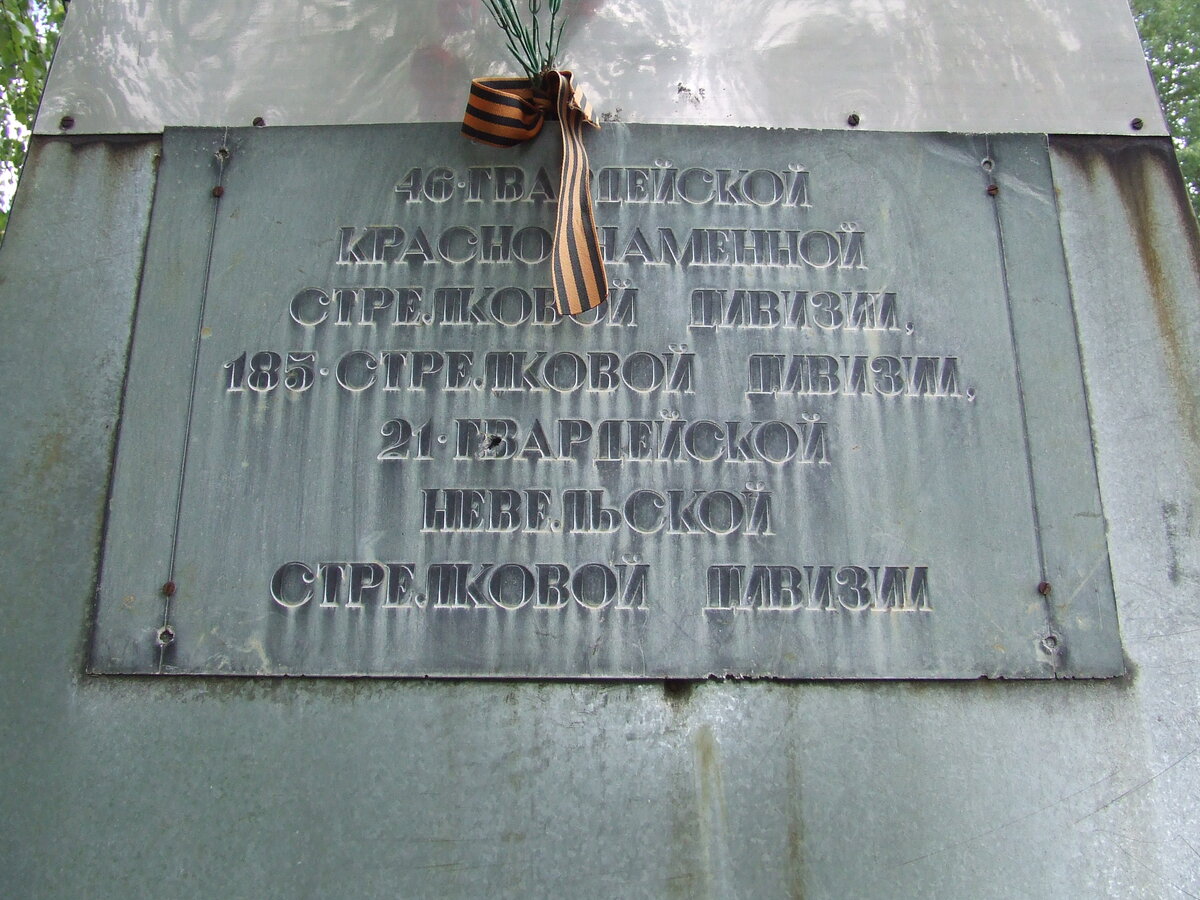 46·ГВАРДЕЙСКОЙ
КРАСНОЗНАМЕННОЙ
СТРЕЛКОВОЙ ДИВИЗИИ,
185·СТРЕЛКОВОЙ ДИВИЗИИ,
21·ГВАРДЕЙСКОЙ
НЕВЕЛЬСКОЙ
СТРЕЛКОВОЙ ДИВИЗИИ